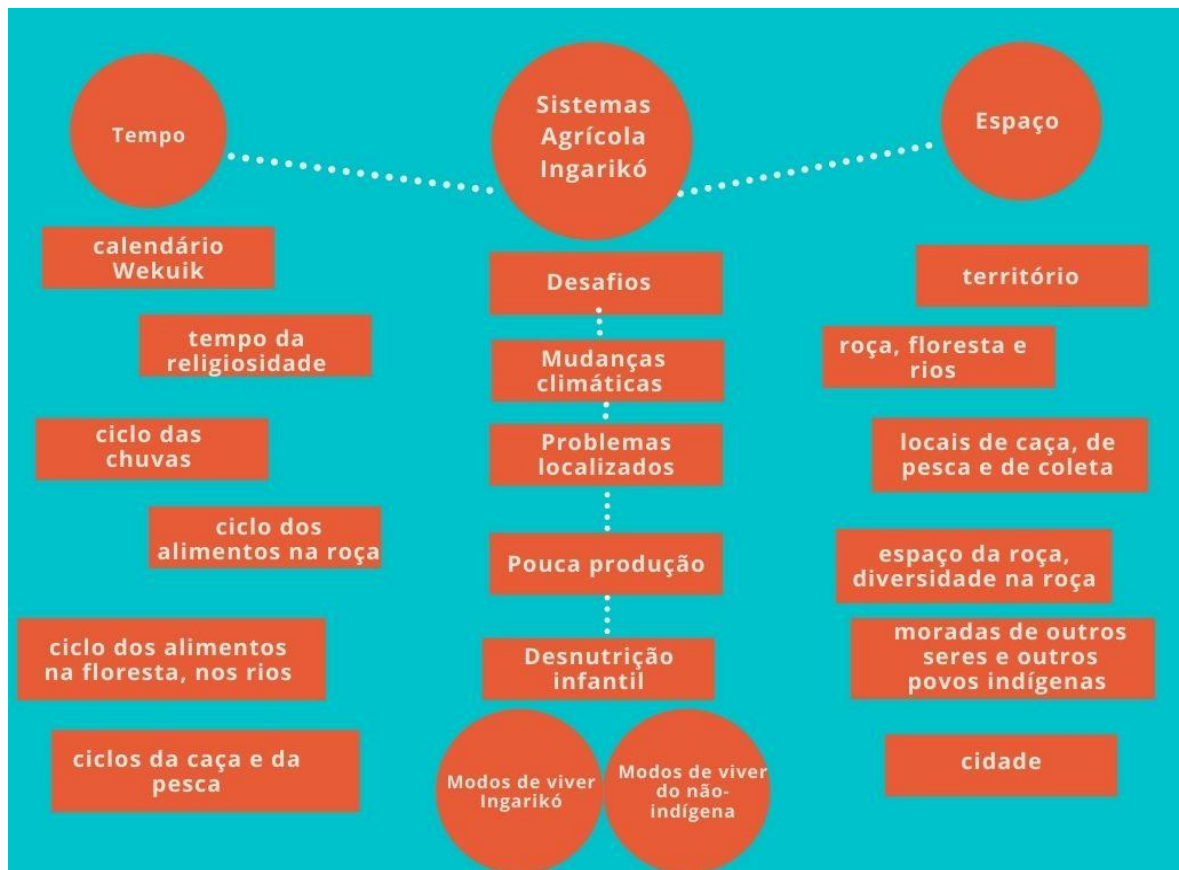 Tempo
calendário
Wekuik
tempo da
religiosidade
ciclo das
chuvas
ciclo dos
alimentos na roça
ciclo dos alimentos
na floresta, nos rios
ciclos da caça e da
pesca
Sistemas
Agrícola
Ingarikó
Desafios
Mudanças
climáticas
Problemas
localizados
Pouca produção
Desnutrição
infantil
Modos de viver
Ingarikó
Modos de viver
do não-
indígena
Espaço
território
roça, floresta e
rios
locais de caça, de
pesca e de coleta
espaço da roça,
diversidade na roça
moradas de outros
seres e outros
povos indígenas
cidade